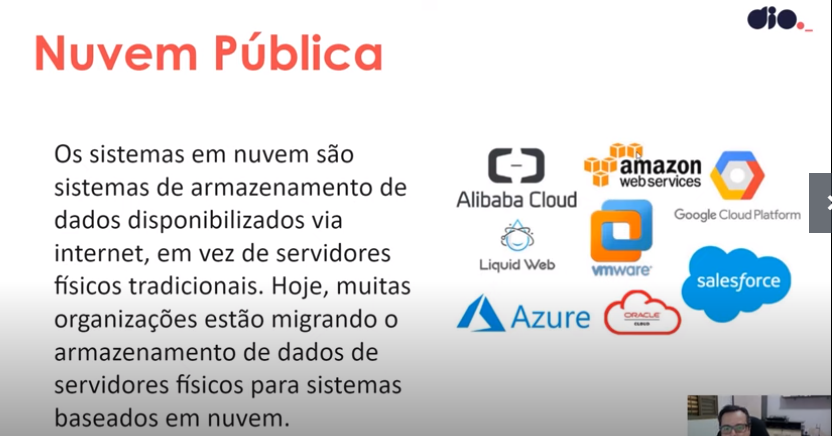 dio.
Nuvem Pública
Os sistemas em nuvem são
sistemas de armazenamento de
dados disponibilizados via
internet, em vez de servidores
físicos tradicionais. Hoje, muitas
organizações estão migrando o
armazenamento de dados de
servidores físicos para sistemas
baseados em nuvem.
Alibaba Cloud
amazon
webservices
Google Cloud Platform
Liquid Web
vmware
salesforce
Azure
ORACLE
CLOUD